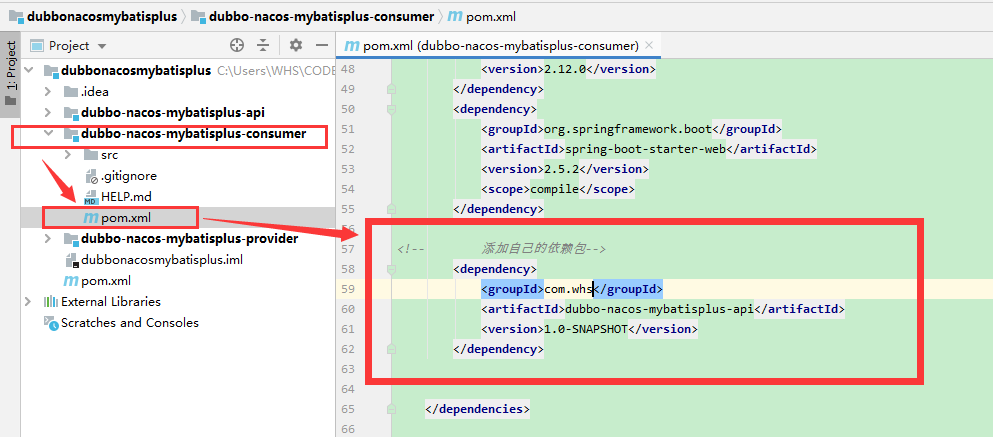 dubbonacosmybatisplus dubbo-nacos-mybatisplus-consumer m pom.xml
1: Project
Project
dubbonacosmybatisplus C:\Users\WHS\CODE
.idea
dubbo-nacos-mybatisplus-api
dubbo-nacos-mybatisplus-consumer
src
.gitignore
MD HELP.md
m pom.xml
dubbo-nacos-mybatisplus-provider
dubbonacosmybatisplus.iml
m pom.xml
External Libraries
Scratches and Consoles
m pom.xml (dubbo-nacos-mybatisplus-consumer)
48 <version>2.12.0</version>
49 </dependency>
50 <dependency>
51 <groupId>org.springframework.boot</groupId>
52 <artifactId>spring-boot-starter-web</artifactId>
53 <version>2.5.2</version>
54 <scope>compile</scope>
55 </dependency>
56
57 <!-- 添加自己的依赖包-->
58 <dependency>
59 <groupId>com.whs</groupId>
60 <artifactId>dubbo-nacos-mybatisplus-api</artifactId>
61 <version>1.0-SNAPSHOT</version>
62 </dependency>
63
64
65 </dependencies>
66